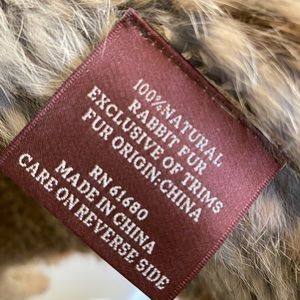 100%NATURAL
RABBIT FUR
EXCLUSIVE OF TRIMS
FUR ORIGIN:CHINA
RN 61680
MADE IN CHINA
CARE ON REVERSE SIDE